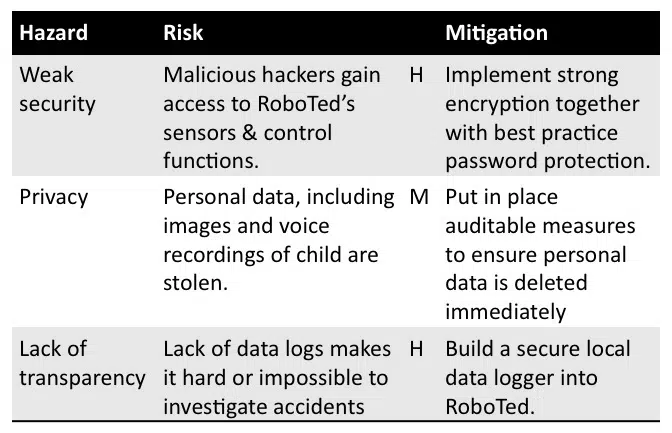 Hazard Risk Mitigation
Weak security
Malicious hackers gain
access to RoboTed’s
sensors & control
functions.
H
Implement strong
encryption together
with best practice
password protection.
Privacy
Personal data, including
images and voice
recordings of child are
stolen.
M
Put in place
auditable measures
to ensure personal
data is deleted
immediately
Lack of
transparency
Lack of data logs makes
it hard or impossible to
investigate accidents
H
Build a secure local
data logger into
RoboTed.